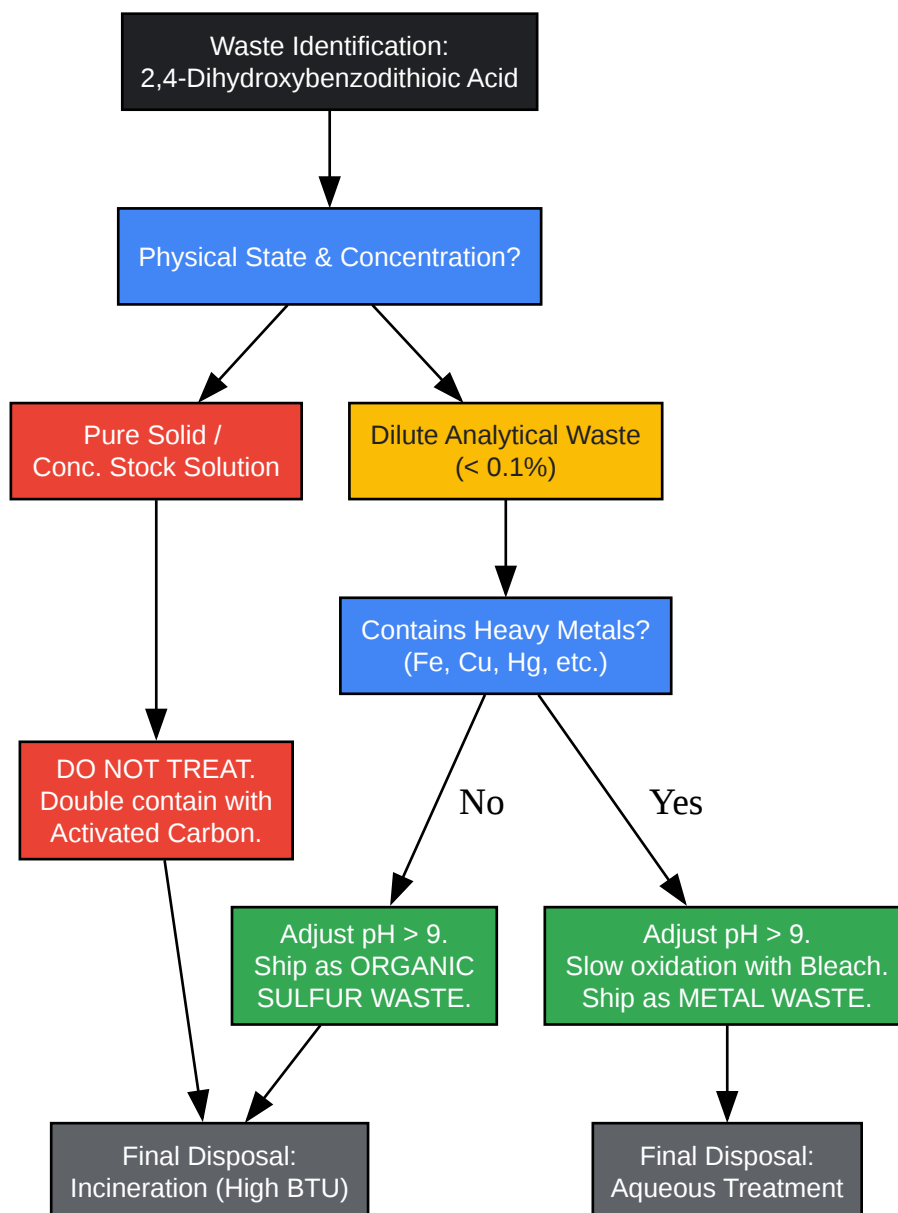 Waste Identification:
2,4-Dihydroxybenzodithioic Acid
Physical State & Concentration?
Pure Solid /
Conc. Stock Solution
Dilute Analytical Waste
(< 0.1%)
Contains Heavy Metals?
(Fe, Cu, Hg, etc.)
DO NOT TREAT.
Double contain with
Activated Carbon.
No
Yes
Adjust pH > 9.
Ship as ORGANIC
SULFUR WASTE.
Adjust pH > 9.
Slow oxidation with Bleach.
Ship as METAL WASTE.
Final Disposal:
Incineration (High BTU)
Final Disposal:
Aqueous Treatment